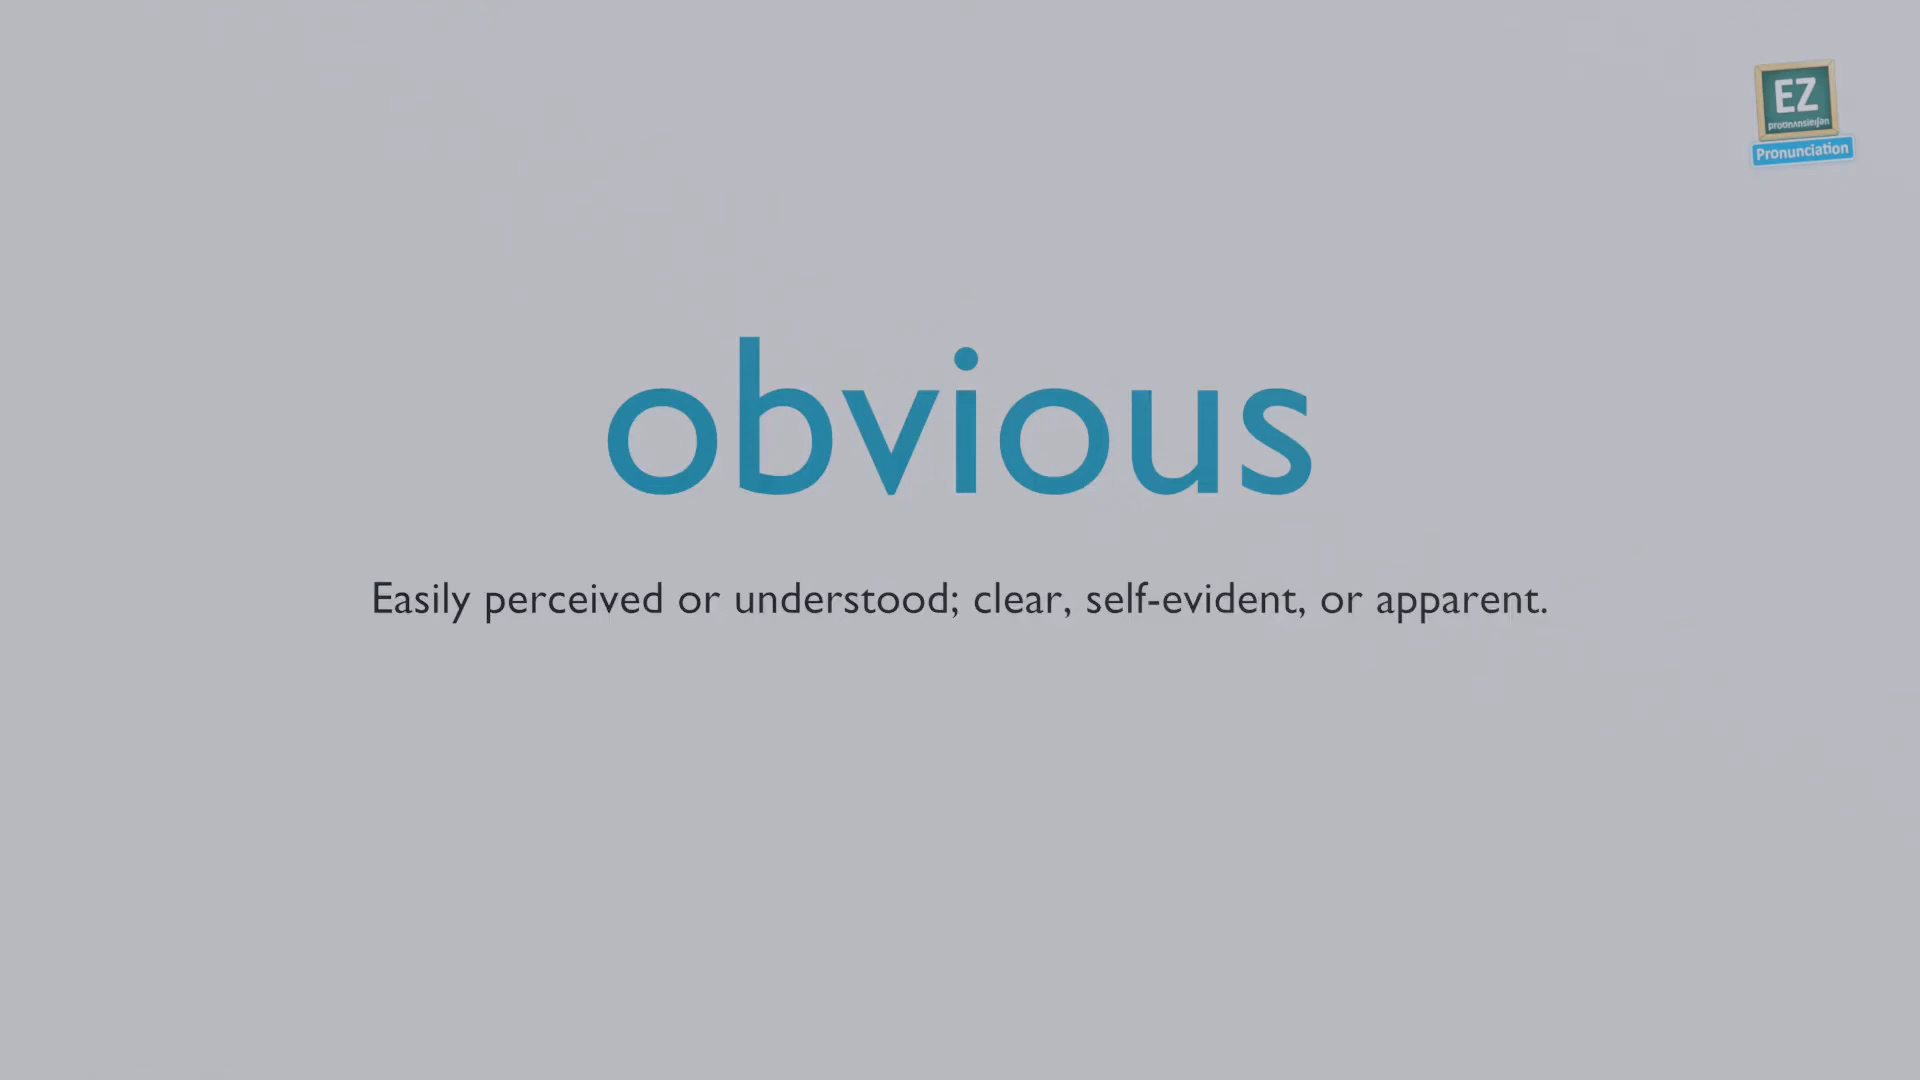 EZ
Pronunciation
obvious
Easily perceived or understood; clear, self-evident, or apparent.